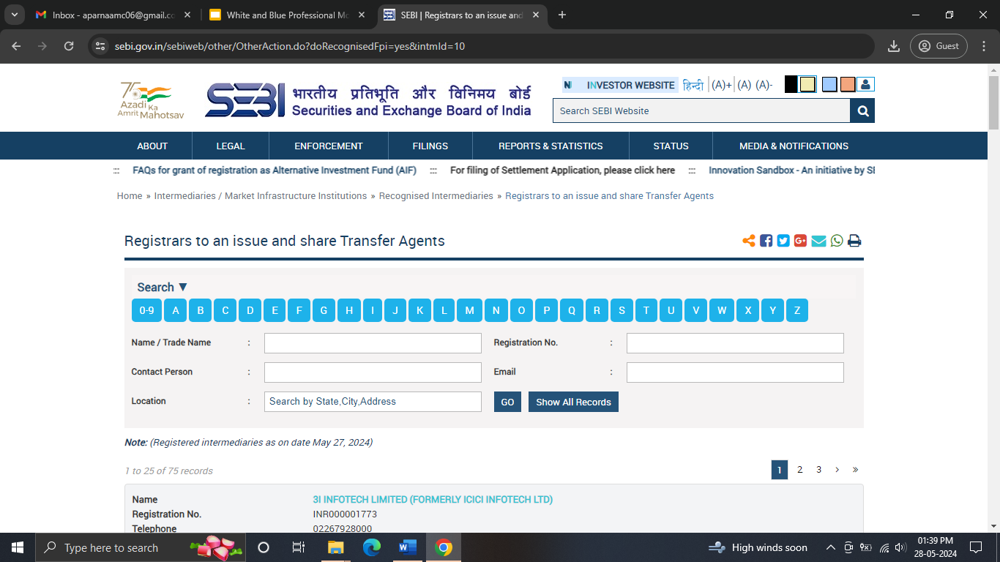 Inbox - aparnaamc06@gmail.co
White and Blue Professional Mo
SEBI | Registrars to an issue and
sebi.gov.in/sebiweb/other/OtherAction.do?doRecognisedFpi=yes&intmId=10
Guest
75
Azadi Ka
Amrit Mahotsav
SEBI
भारतीय प्रतिभूति और विनिमय बोर्ड
Securities and Exchange Board of India
INVESTOR WEBSITE हिन्दी (A)+ (A) (A)-
Search SEBI Website
ABOUT LEGAL ENFORCEMENT FILINGS REPORTS & STATISTICS STATUS MEDIA & NOTIFICATIONS
::: FAQs for grant of registration as Alternative Investment Fund (AIF) ::: For filing of Settlement Application, please click here ::: Innovation Sandbox - An initiative by SE
Home » Intermediaries / Market Infrastructure Institutions » Recognised Intermediaries » Registrars to an issue and share Transfer Agents
Registrars to an issue and share Transfer Agents
Search ▼
0-9 A B C D E F G H I J K L M N O P Q R S T U V W X Y Z
Name / Trade Name : Registration No. :
Contact Person : Email :
Location : Search by State,City,Address GO Show All Records
Note: (Registered intermediaries as on date May 27, 2024)
1 to 25 of 75 records 1 2 3 › »
Name 3I INFOTECH LIMITED (FORMERLY ICICI INFOTECH LTD)
Registration No. INR000001773
Telephone 02267928000
Type here to search
High winds soon
01:39 PM
28-05-2024